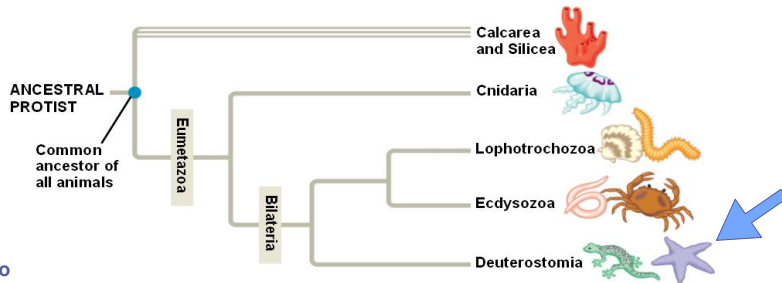 Calcarea
and Silicea
ANCESTRAL
PROTIST
Cnidaria
Common
ancestor of
all animals
Eumetazoa
Lophotrochozoa
Bilateria
Ecdysozoa
Deuterostomia
o